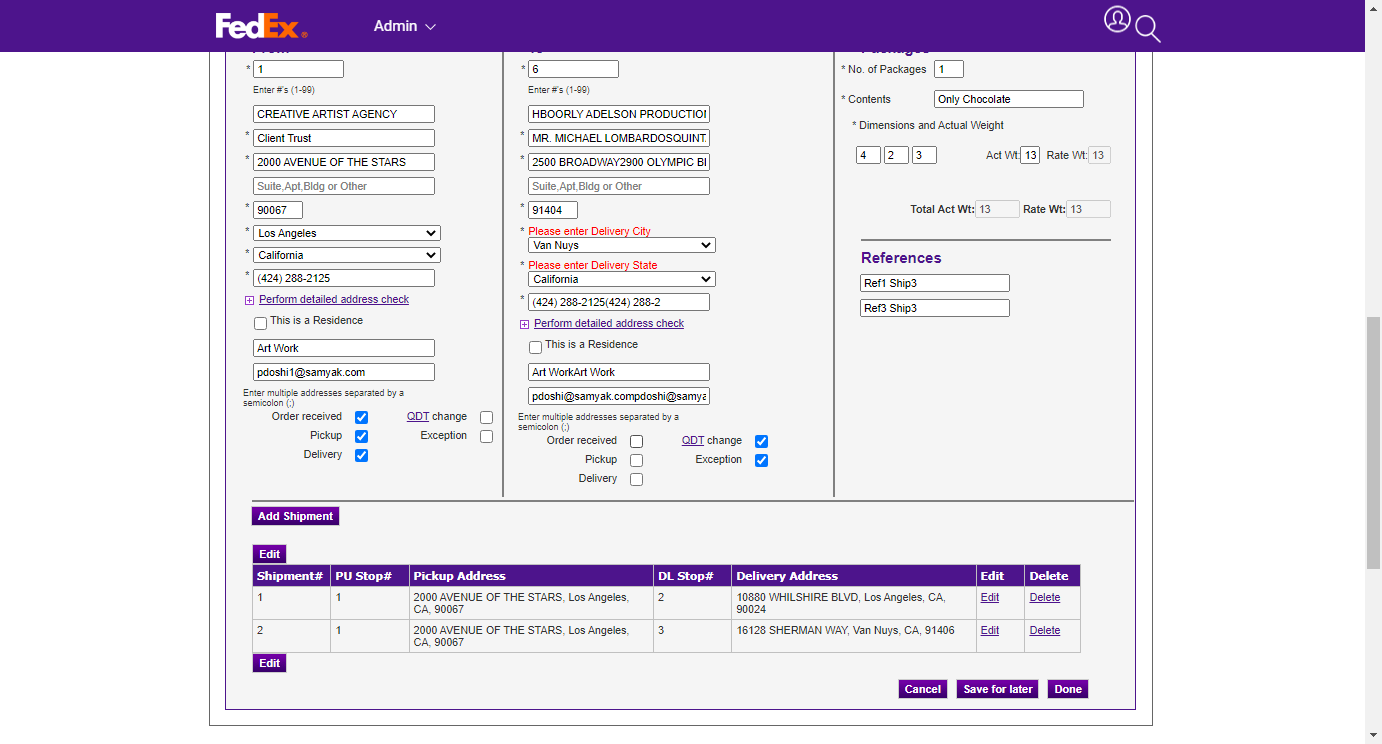 FedEx®
Admin
* 1
Enter #'s (1-99)
CREATIVE ARTIST AGENCY
* Client Trust
* 2000 AVENUE OF THE STARS
Suite,Apt,Bldg or Other
* 90067
* Los Angeles
* California
* (424) 288-2125
Perform detailed address check
This is a Residence
Art Work
pdoshi1@samyak.com
Enter multiple addresses separated by a
semicolon (;)
Order received QDT change
Pickup Exception
Delivery
* 6
Enter #'s (1-99)
HBOORLY ADELSON PRODUCTION
* MR. MICHAEL LOMBARDOSQUINT
* 2500 BROADWAY2900 OLYMPIC
Suite,Apt,Bldg or Other
* 91404
* Please enter Delivery City
Van Nuys
* Please enter Delivery State
California
* (424) 288-2125(424) 288-2
Perform detailed address check
This is a Residence
Art WorkArt Work
pdoshi@samyak.compdoshi@samya
Enter multiple addresses separated by a
semicolon (;)
Order received QDT change
Pickup Exception
Delivery
Packages
* No. of Packages 1
* Contents Only Chocolate
* Dimensions and Actual Weight
4 2 3 Act Wt: 13 Rate Wt: 13
Total Act Wt: 13 Rate Wt: 13
References
Ref1 Ship3
Ref3 Ship3
Add Shipment
Edit
Shipment# PU Stop# Pickup Address DL Stop# Delivery Address Edit Delete
1 1 2000 AVENUE OF THE STARS, Los Angeles, 2 10880 WHILSHIRE BLVD, Los Angeles, CA, Edit Delete
CA, 90067 90024
2 1 2000 AVENUE OF THE STARS, Los Angeles, 3 16128 SHERMAN WAY, Van Nuys, CA, 91406 Edit Delete
CA, 90067
Edit
Cancel Save for later Done